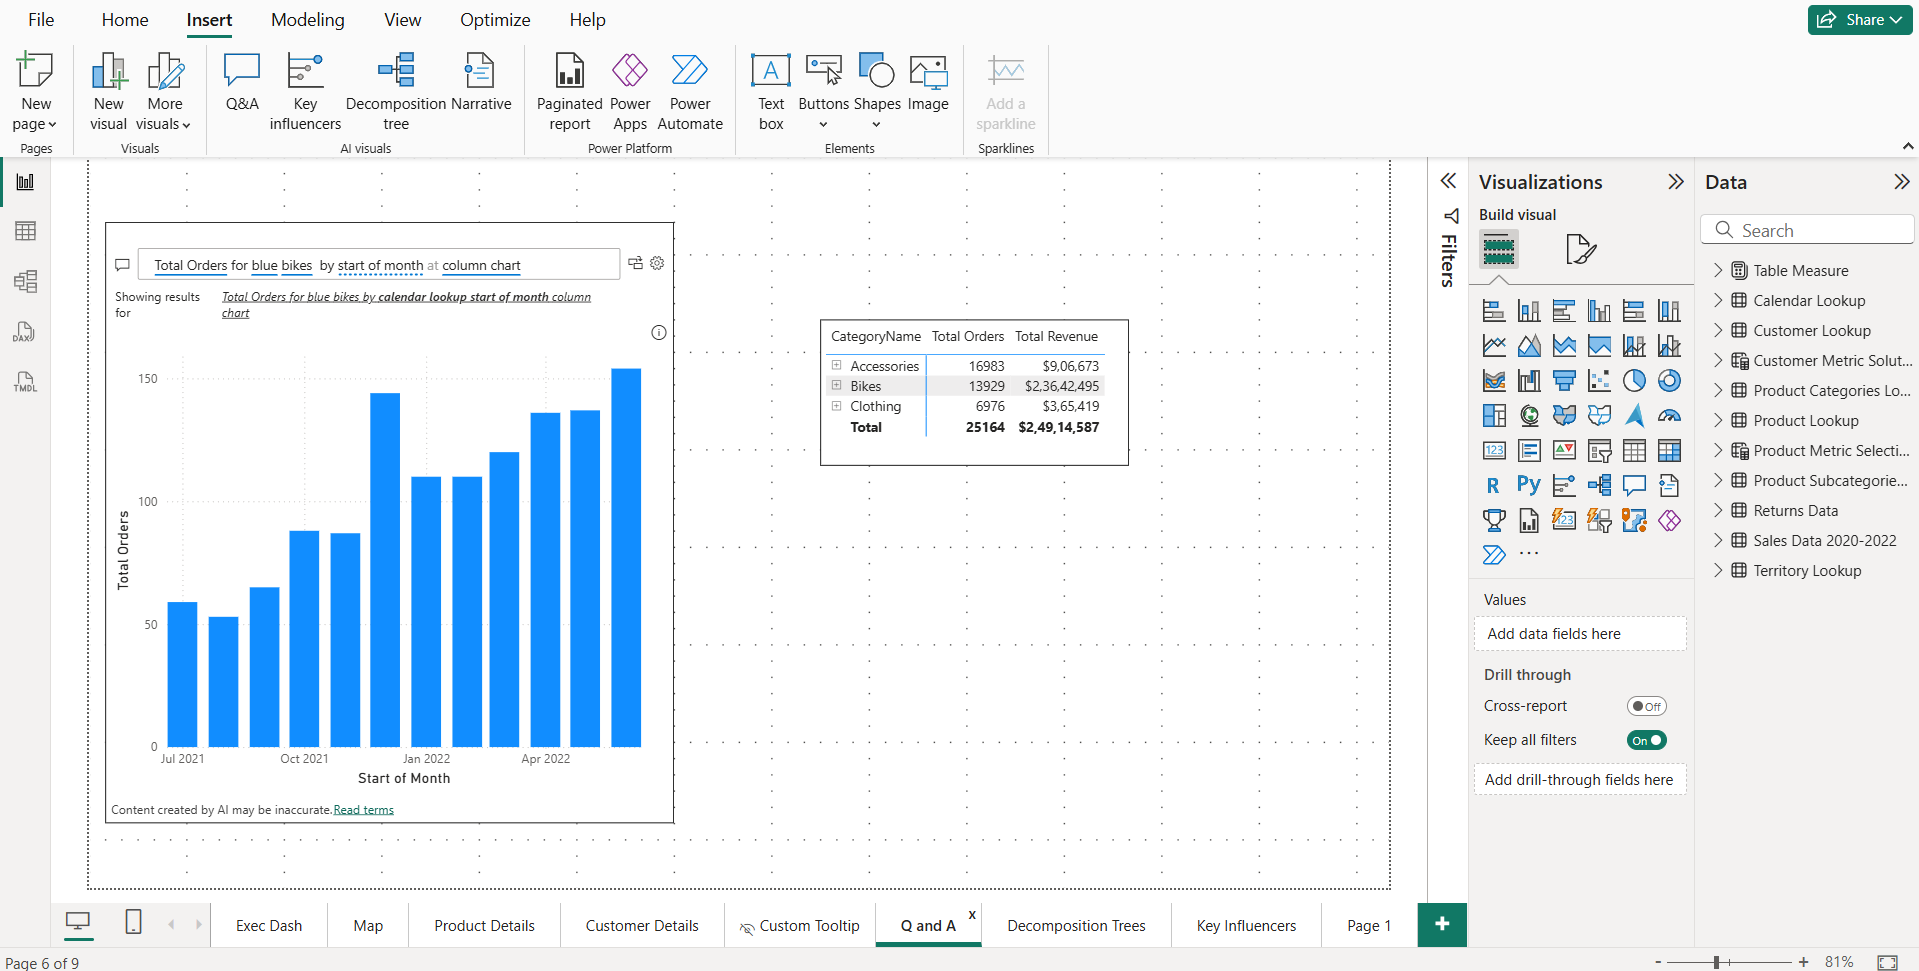 File Home Insert Modeling View Optimize Help Share
New page New visual More visuals Q&A Key influencers Decomposition tree Narrative Paginated report Power Apps Power Automate Text box Buttons Shapes Image Add a sparkline
Pages Visuals AI visuals Power Platform Elements Sparklines
DAX
TMDL
Total Orders for blue bikes by start of month at column chart
Showing results for
Total Orders for blue bikes by calendar lookup start of month column chart
150
100
50
0
Total Orders
Jul 2021 Oct 2021 Jan 2022 Apr 2022
Start of Month
Content created by AI may be inaccurate. Read terms
CategoryName Total Orders Total Revenue
Accessories 16983 $9,06,673
Bikes 13929 $2,36,42,495
Clothing 6976 $3,65,419
Total 25164 $2,49,14,587
Filters
Visualizations
Build visual
123
R Py
123
Values
Add data fields here
Drill through
Cross-report Off
Keep all filters On
Add drill-through fields here
Data
Search
Table Measure
Calendar Lookup
Customer Lookup
Customer Metric Solut...
Product Categories Lo...
Product Lookup
Product Metric Selecti...
Product Subcategorie...
Returns Data
Sales Data 2020-2022
Territory Lookup
Exec Dash Map Product Details Customer Details Custom Tooltip Q and A x Decomposition Trees Key Influencers Page 1 +
Page 6 of 9 - + 81%